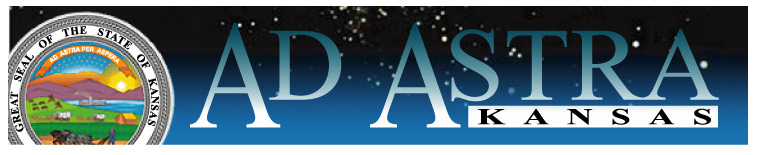 GREAT SEAL OF THE STATE OF KANSAS
AD ASTRA PER ASPERA
AD ASTRA
KANSAS